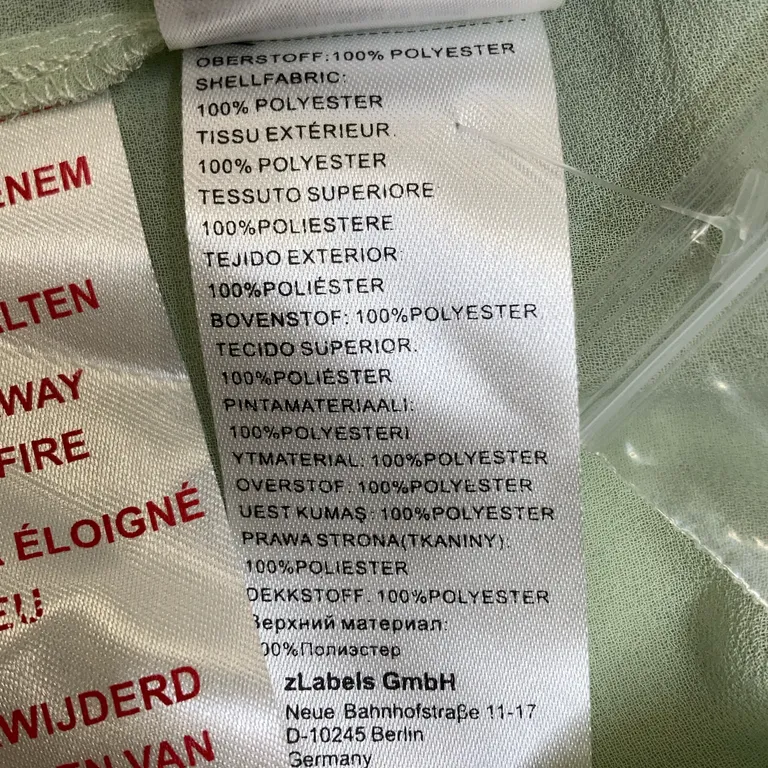 ENEM
ALTEN
WAY
FIRE
ÉLOIGNÉ
EU
WIJDERD
EN VAN
OBERSTOFF:100% POLYESTER
SHELLFABRIC:
100% POLYESTER
TISSU EXTÉRIEUR.
100% POLYESTER
TESSUTO SUPERIORE
100%POLIESTERE
TEJIDO EXTERIOR
100%POLIÉSTER
BOVENSTOF: 100%POLYESTER
TECIDO SUPERIOR.
100%POLIÉSTER
PINTAMATERIAALI:
100%POLYESTERI
YTMATERIAL: 100%POLYESTER
OVERSTOF: 100%POLYESTER
UEST KUMAŞ: 100%POLYESTER
PRAWA STRONA(TKANINY):
100%POLIESTER
DEKKSTOFF. 100%POLYESTER
Верхний материал:
00%Полиэстер
zLabels GmbH
Neue Bahnhofstraße 11-17
D-10245 Berlin
Germany